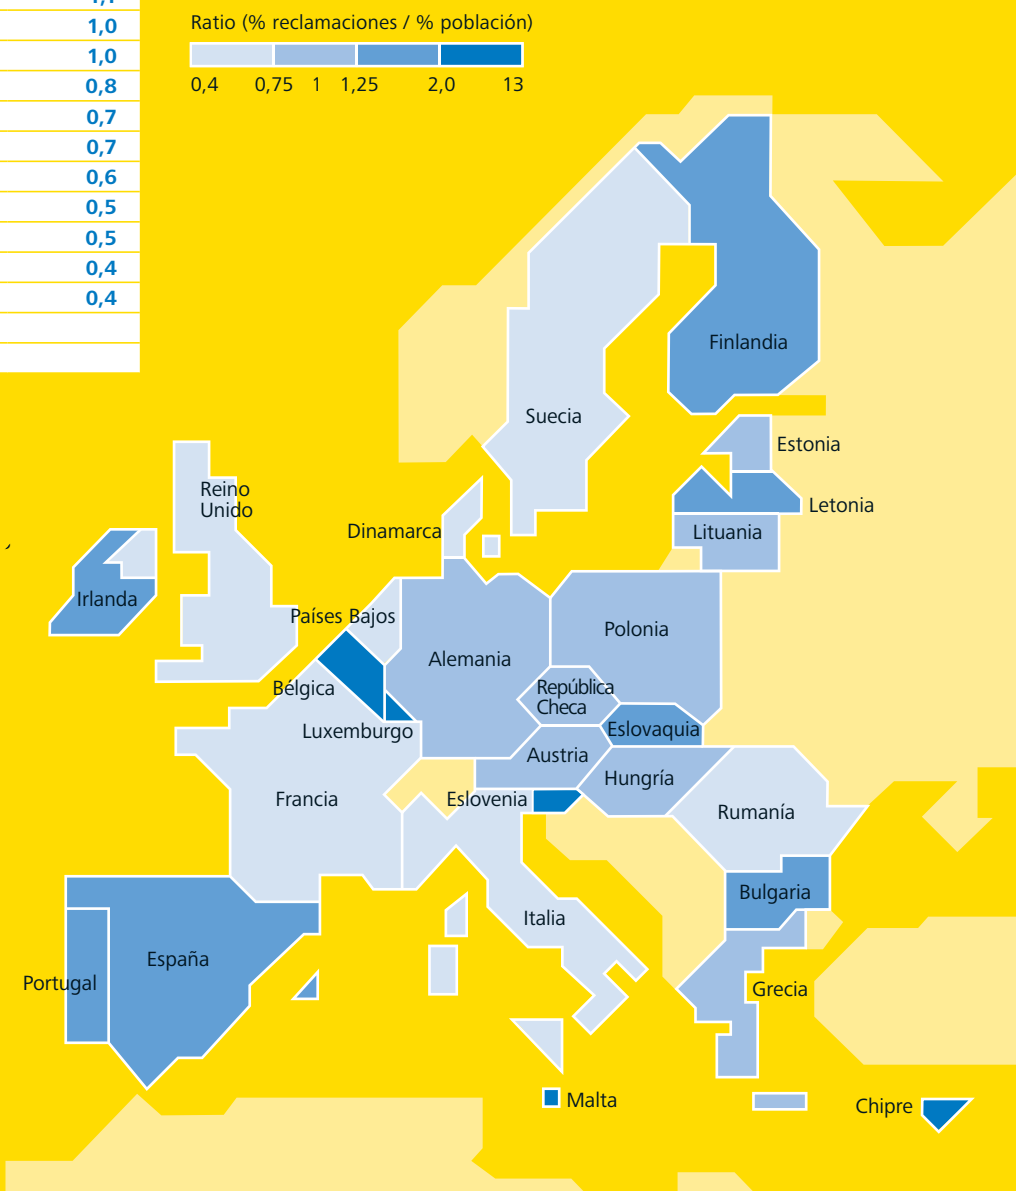 1,0
1,0
0,8
0,7
0,7
0,6
0,5
0,5
0,4
0,4
Ratio (% reclamaciones / % población)
0,4 0,75 1 1,25 2,0 13
Finlandia
Suecia
Estonia
Letonia
Lituania
Reino
Unido
Dinamarca
Irlanda
Países Bajos
Polonia
Alemania
República
Checa
Bélgica
Luxemburgo
Eslovaquia
Austria
Hungría
Francia
Eslovenia
Rumanía
Bulgaria
Italia
España
Portugal
Grecia
Malta
Chipre